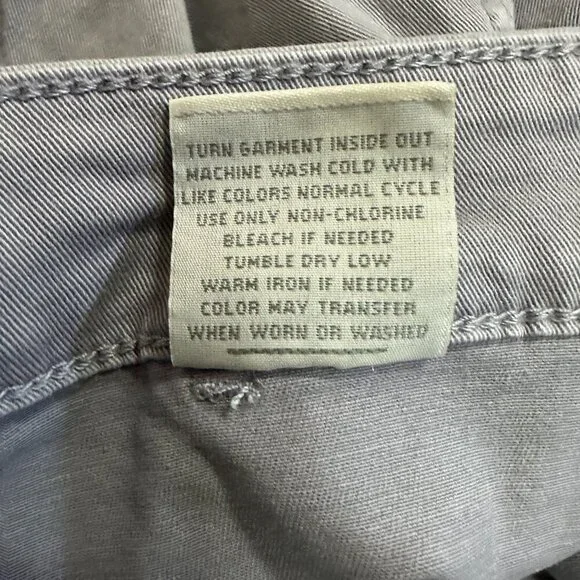 TURN GARMENT INSIDE OUT
MACHINE WASH COLD WITH
LIKE COLORS NORMAL CYCLE
USE ONLY NON-CHLORINE
BLEACH IF NEEDED
TUMBLE DRY LOW
WARM IRON IF NEEDED
COLOR MAY TRANSFER
WHEN WORN OR WASHED